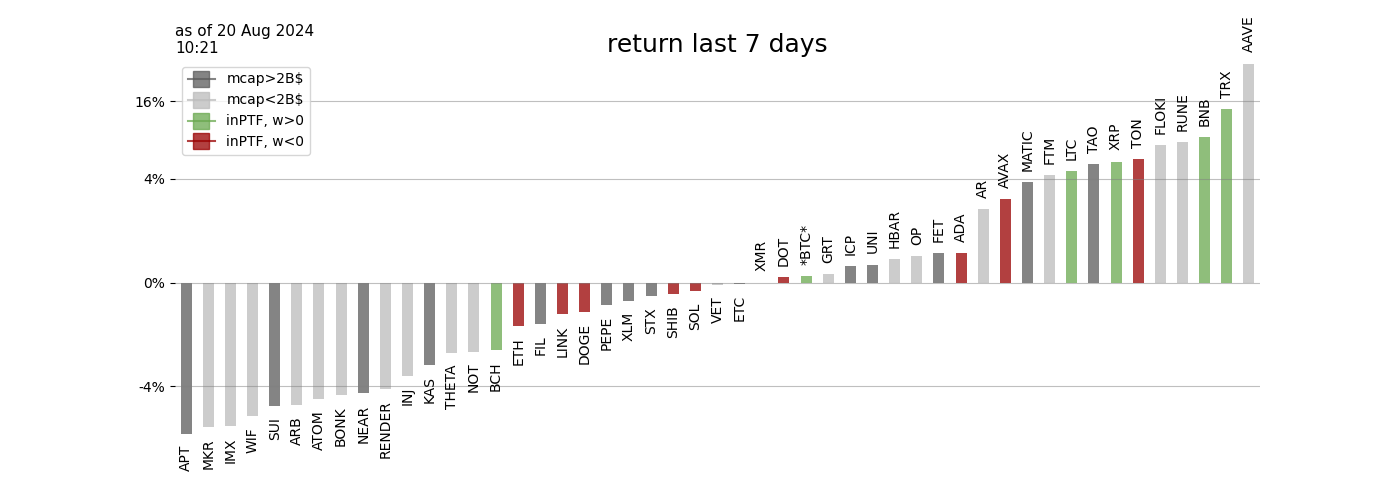 as of 20 Aug 2024
10:21
return last 7 days
mcap>2B$
mcap<2B$
inPTF, w>0
inPTF, w<0
16%
4%
0%
-4%
APT
MKR
IMX
WIF
SUI
ARB
ATOM
BONK
NEAR
RENDER
INJ
KAS
THETA
NOT
BCH
ETH
FIL
LINK
DOGE
PEPE
XLM
STX
SHIB
SOL
VET
ETC
XMR
DOT
*BTC*
GRT
ICP
UNI
HBAR
OP
FET
ADA
AR
AVAX
MATIC
FTM
LTC
TAO
XRP
TON
FLOKI
RUNE
BNB
TRX
AAVE